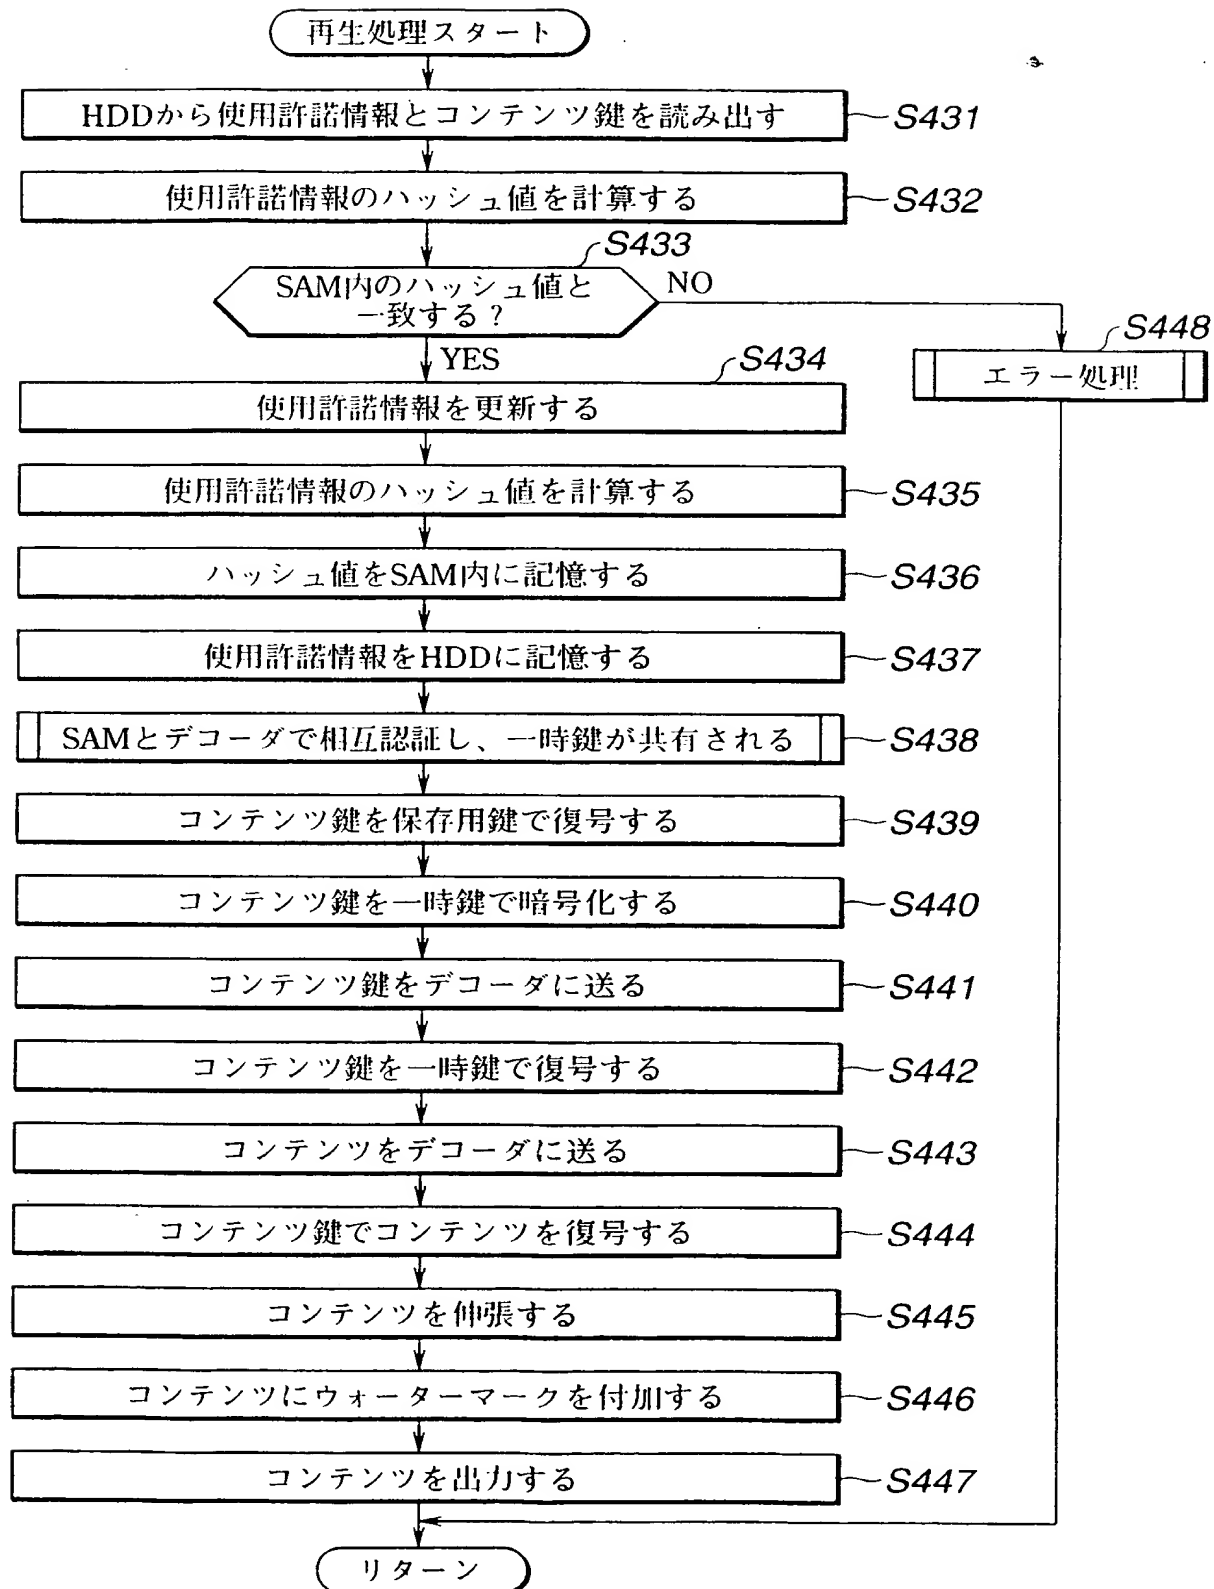 再生処理スタート
HDDから使用許諾情報とコンテンツ鍵を読み出す
S431
使用許諾情報のハッシュ値を計算する
S432
S433
SAM内のハッシュ値と
一致する?
NO
YES
S448
エラー処理
S434
使用許諾情報を更新する
使用許諾情報のハッシュ値を計算する
S435
ハッシュ値をSAM内に記憶する
S436
使用許諾情報をHDDに記憶する
S437
SAMとデコーダで相互認証し、一時鍵が共有される
S438
コンテンツ鍵を保存用鍵で復号する
S439
コンテンツ鍵を一時鍵で暗号化する
S440
コンテンツ鍵をデコーダに送る
S441
コンテンツ鍵を一時鍵で復号する
S442
コンテンツをデコーダに送る
S443
コンテンツ鍵でコンテンツを復号する
S444
コンテンツを伸張する
S445
コンテンツにウォーターマークを付加する
S446
コンテンツを出力する
S447
リターン